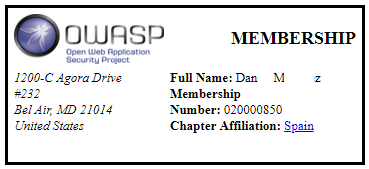 OWASP
Open Web Application
Security Project
MEMBERSHIP
1200-C Agora Drive
#232
Bel Air, MD 21014
United States
Full Name: Dan M z
Membership
Number: 020000850
Chapter Affiliation: Spain